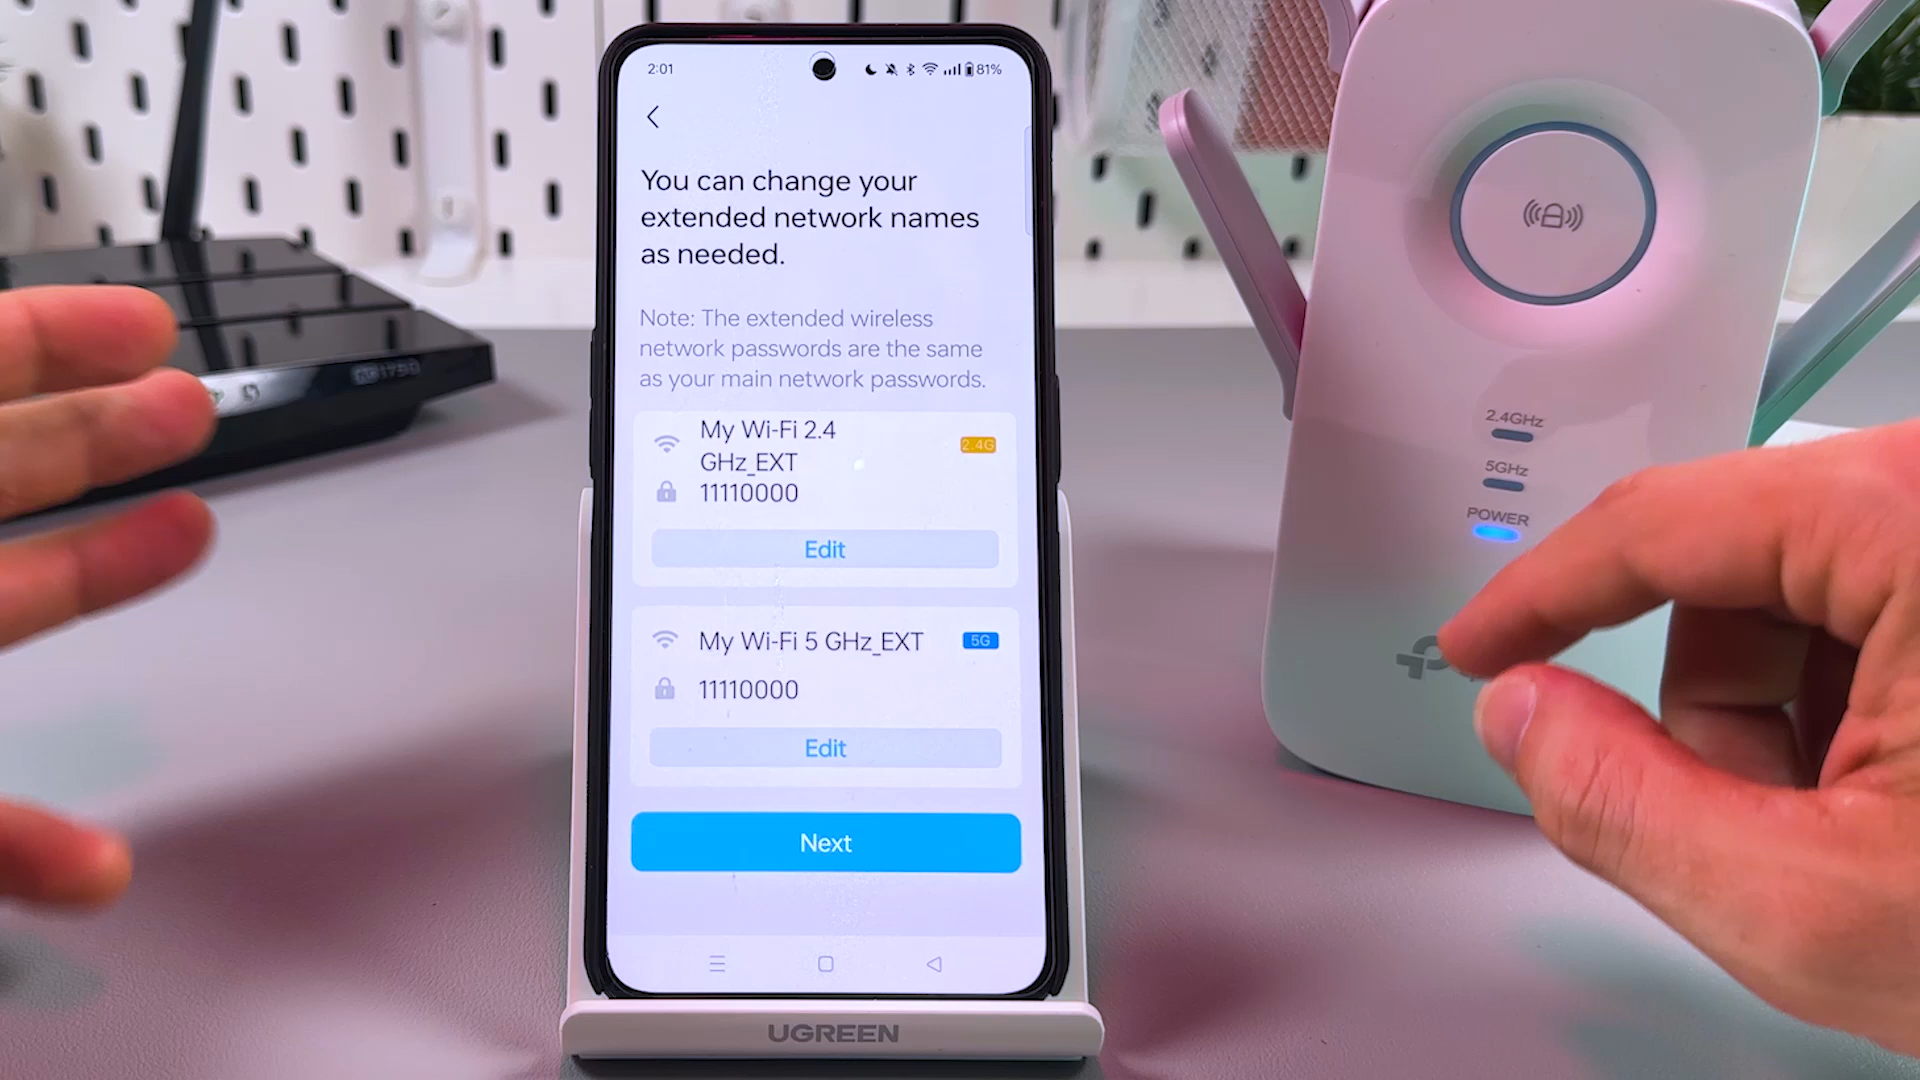 2:01
81%
You can change your
extended network names
as needed.
Note: The extended wireless
network passwords are the same
as your main network passwords.
My Wi-Fi 2.4
GHz_EXT
2.4G
11110000
Edit
My Wi-Fi 5 GHz_EXT
5G
11110000
Edit
Next
UGREEN
2.4GHz
5GHz
POWER